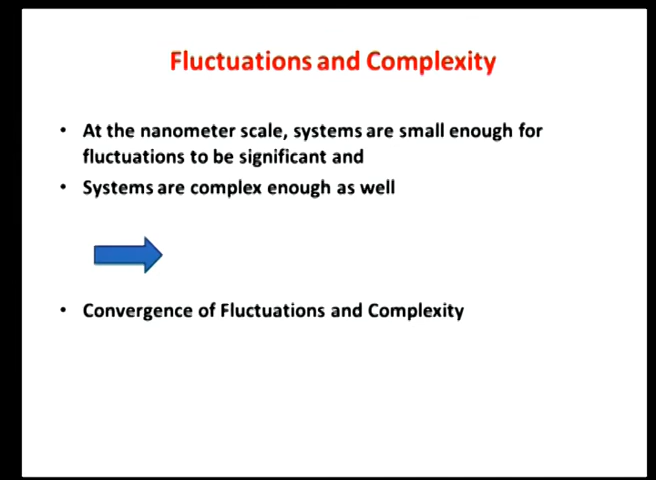 Fluctuations and Complexity
• At the nanometer scale, systems are small enough for
fluctuations to be significant and
• Systems are complex enough as well
• Convergence of Fluctuations and Complexity